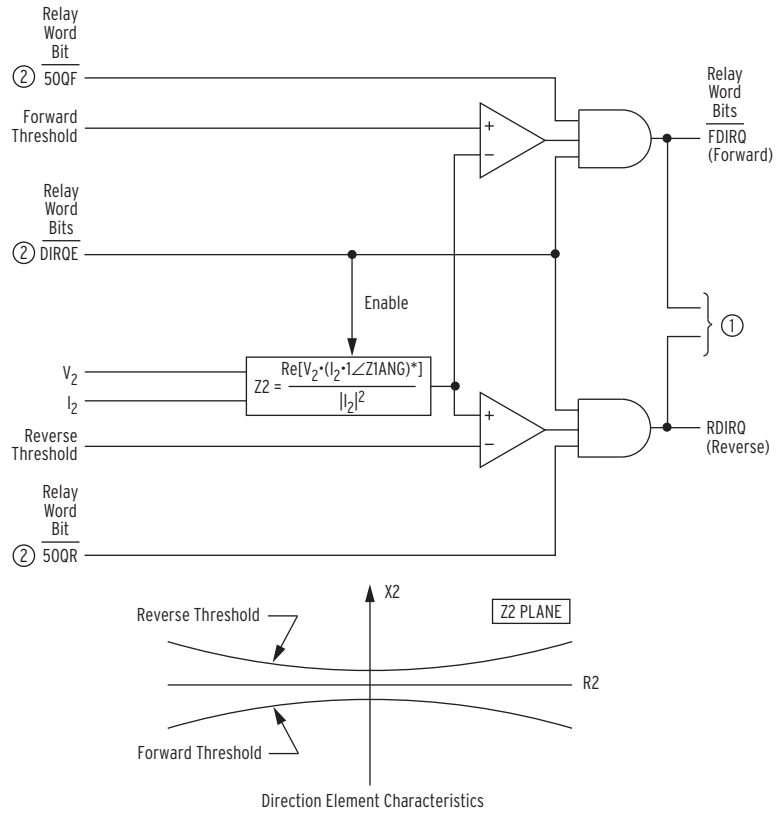 Relay
Word
Bit
② 50QF
Forward
Threshold
Relay
Word
Bits
② DIRQE
Enable
V2
I2
Z2 = Re[V2•(I2•1∠Z1ANG)*]
|I2|2
Reverse
Threshold
Relay
Word
Bit
② 50QR
+
−
+
−
Relay
Word
Bits
FDIRQ
(Forward)
①
RDIRQ
(Reverse)
X2
Z2 PLANE
Reverse Threshold
R2
Forward Threshold
Direction Element Characteristics